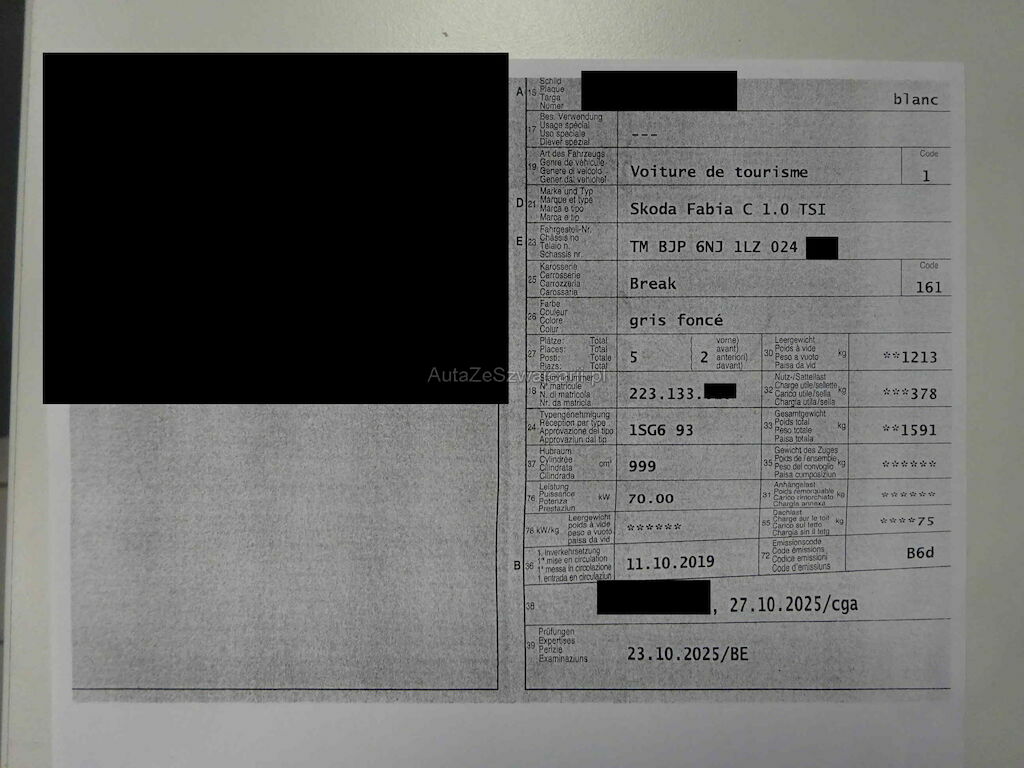 A 15 Schild Plaque Targa Numer blanc
17 Bes. Verwendung Usage spécial Uso speciale Diever spezial ---
19 Art des Fahrzeugs Genre de véhicule Genere di veicolo Gener dal vehichel Voiture de tourisme Code 1
D 21 Marke und Typ Marque et type Marca e tipo Marca e tip Skoda Fabia C 1.0 TSI
E 23 Fahrgestell-Nr. Châssis no Telaio n. Schassis nr. TM BJP 6NJ 1LZ 024
25 Karosserie Carrosserie Carrozzeria Carossaria Break Code 161
26 Farbe Couleur Colore Colur gris foncé
27 Plätze: Total Places: Total Posti: Totale Plazs: Total 5 ( 2 vorne) avant) anteriori) davant) 30 Leergewicht Poids à vide Peso a vuoto Paisa da vid kg **1213
AutaZeSzwajcarii.pl
18 Stammnummer N° matricule N. di matricola Nr. da matricla 223.133. 32 Nutz-/Sattellast Charge utile/sellette Carico utile/sella Chargia utila/sella kg ***378
24 Typengenehmigung Réception par type Approvazione del tipo Approvaziun dal tip 1SG6 93 33 Gesamtgewicht Poids total Peso totale Paisa totala kg **1591
37 Hubraum Cylindrée Cilindrata Cilindrada cm³ 999 35 Gewicht des Zuges Poids de l'ensemble Peso del convoglio Paisa cumposiziun kg ******
76 Leistung Puissance Potenza Prestaziun kW 70.00 31 Anhängelast Poids remorquable Carico rimorchiato Chargia annexa kg ******
78 kW/kg Leergewicht poids à vide peso a vuoto paisa da vid ****** 55 Dachlast Charge sur le toit Carico sul tetto Chargia sin il tetg kg ****75
B 36 1. Inverkehrsetzung 1re mise en circulation 1a messa in circolazione 1. entrada en circulaziun 11.10.2019 72 Emissionscode Code émissions Codice emissioni Code d'emissiuns B6d
38 , 27.10.2025/cga
39 Prüfungen Expertises Perizie Examinaziuns 23.10.2025/BE